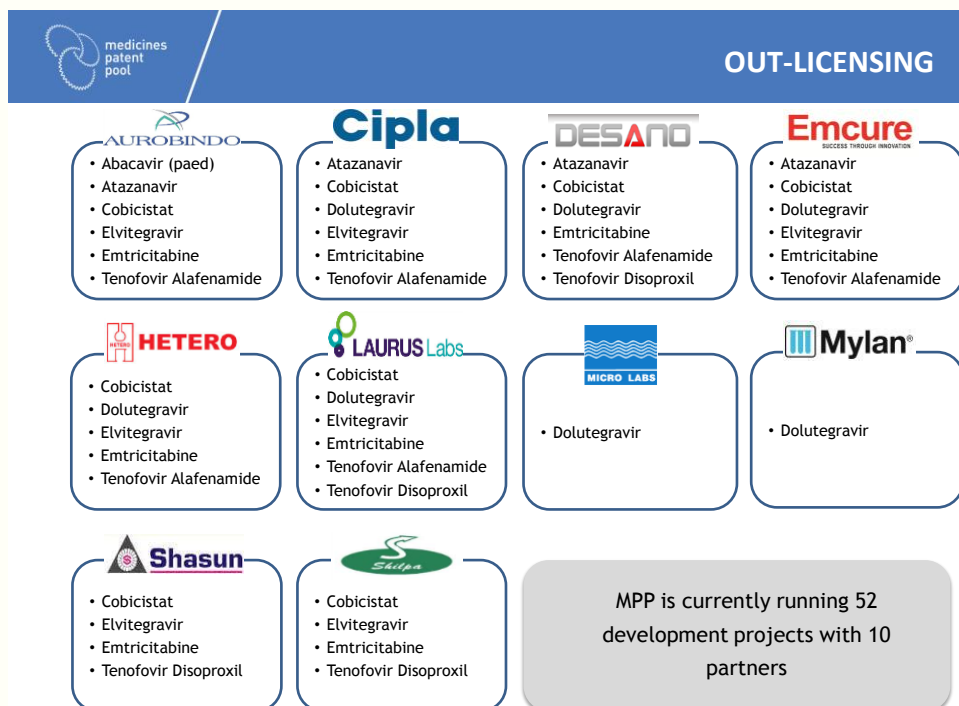 medicines
patent
pool
OUT-LICENSING
AUROBINDO
• Abacavir (paed)
• Atazanavir
• Cobicistat
• Elvitegravir
• Emtricitabine
• Tenofovir Alafenamide
Cipla
• Atazanavir
• Cobicistat
• Dolutegravir
• Elvitegravir
• Emtricitabine
• Tenofovir Alafenamide
DESANO
• Atazanavir
• Cobicistat
• Dolutegravir
• Emtricitabine
• Tenofovir Alafenamide
• Tenofovir Disoproxil
Emcure
SUCCESS THROUGH INNOVATION
• Atazanavir
• Cobicistat
• Dolutegravir
• Elvitegravir
• Emtricitabine
• Tenofovir Alafenamide
HETERO
HETERO
• Cobicistat
• Dolutegravir
• Elvitegravir
• Emtricitabine
• Tenofovir Alafenamide
LAURUS Labs
• Cobicistat
• Dolutegravir
• Elvitegravir
• Emtricitabine
• Tenofovir Alafenamide
• Tenofovir Disoproxil
MICRO LABS
• Dolutegravir
Mylan®
• Dolutegravir
S
Shasun
• Cobicistat
• Elvitegravir
• Emtricitabine
• Tenofovir Disoproxil
Shilpa
• Cobicistat
• Elvitegravir
• Emtricitabine
• Tenofovir Disoproxil
MPP is currently running 52
development projects with 10
partners